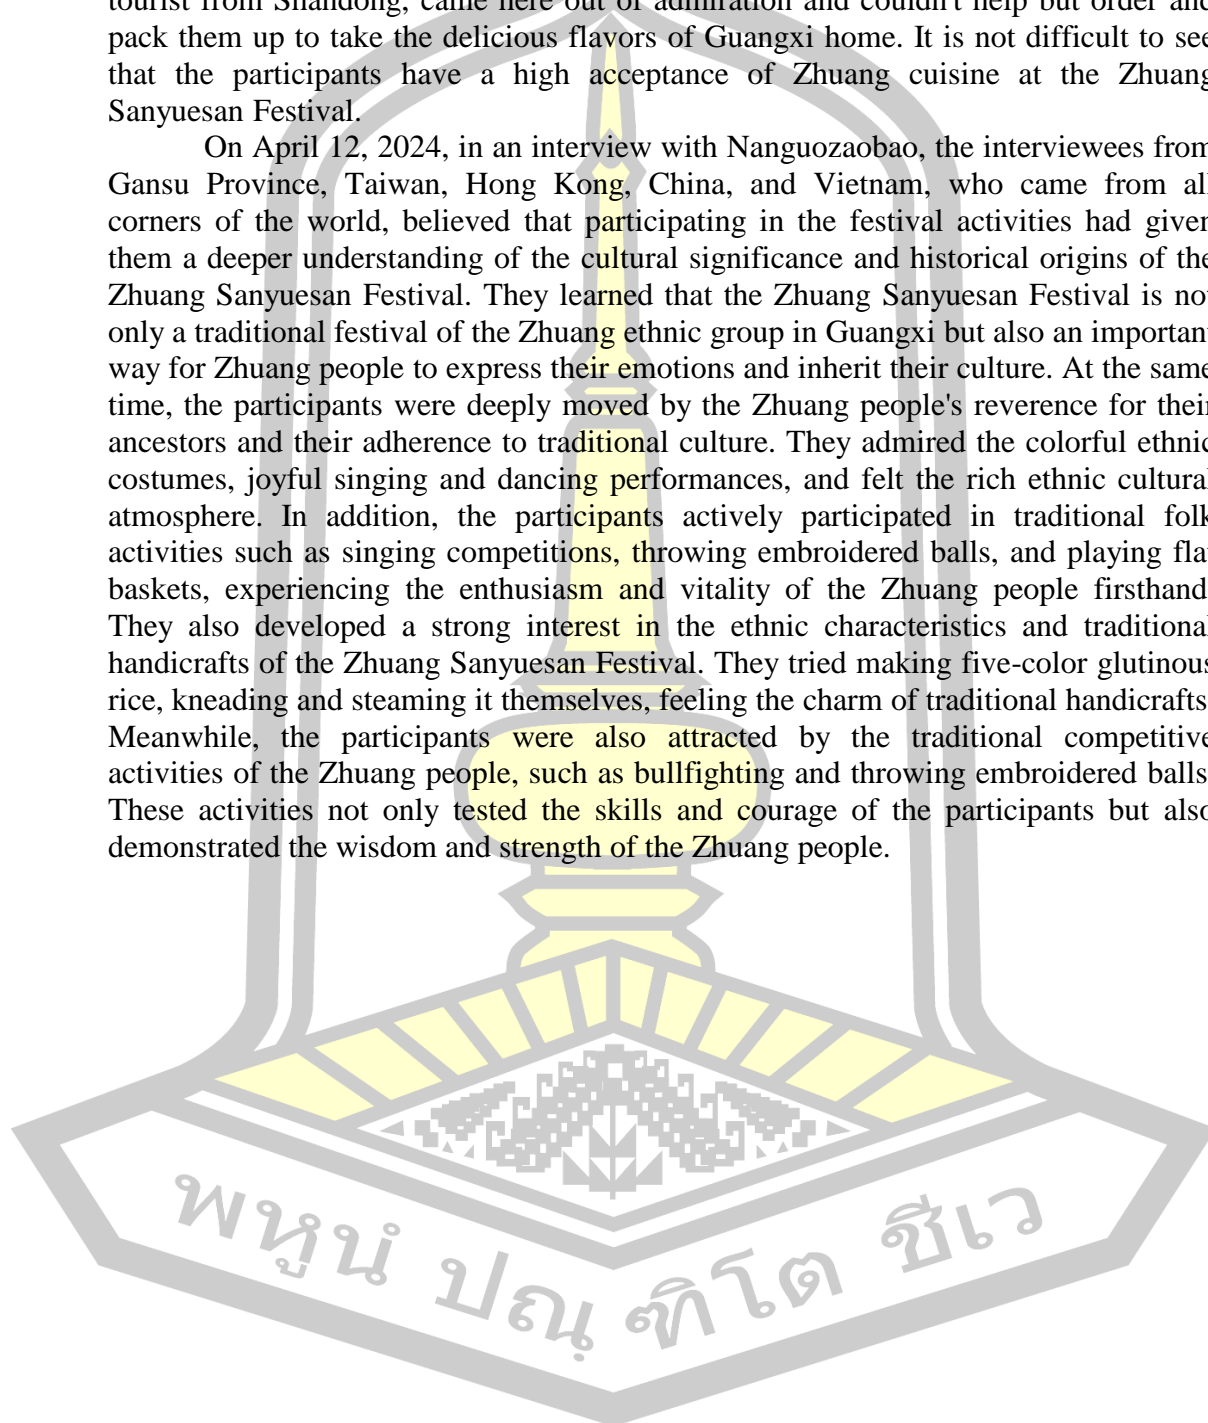 tourist from Shandong, came here out of admiration and couldn't help but order and
pack them up to take the delicious flavors of Guangxi home. It is not difficult to see
that the participants have a high acceptance of Zhuang cuisine at the Zhuang
Sanyuesan Festival.
On April 12, 2024, in an interview with Nanguozaobao, the interviewees from
Gansu Province, Taiwan, Hong Kong, China, and Vietnam, who came from all
corners of the world, believed that participating in the festival activities had given
them a deeper understanding of the cultural significance and historical origins of the
Zhuang Sanyuesan Festival. They learned that the Zhuang Sanyuesan Festival is not
only a traditional festival of the Zhuang ethnic group in Guangxi but also an important
way for Zhuang people to express their emotions and inherit their culture. At the same
time, the participants were deeply moved by the Zhuang people's reverence for their
ancestors and their adherence to traditional culture. They admired the colorful ethnic
costumes, joyful singing and dancing performances, and felt the rich ethnic cultural
atmosphere. In addition, the participants actively participated in traditional folk
activities such as singing competitions, throwing embroidered balls, and playing flat
baskets, experiencing the enthusiasm and vitality of the Zhuang people firsthand
They also developed a strong interest in the ethnic characteristics and traditional
handicrafts of the Zhuang Sanyuesan Festival. They tried making five-color glutinous
rice, kneading and steaming it themselves, feeling the charm of traditional handicrafts
Meanwhile, the participants were also attracted by the traditional competitive
activities of the Zhuang people, such as bullfighting and throwing embroidered balls
These activities not only tested the skills and courage of the participants but also
demonstrated the wisdom and strength of the Zhuang people.
พหูนํ ปณฺฑิโต ชีเว